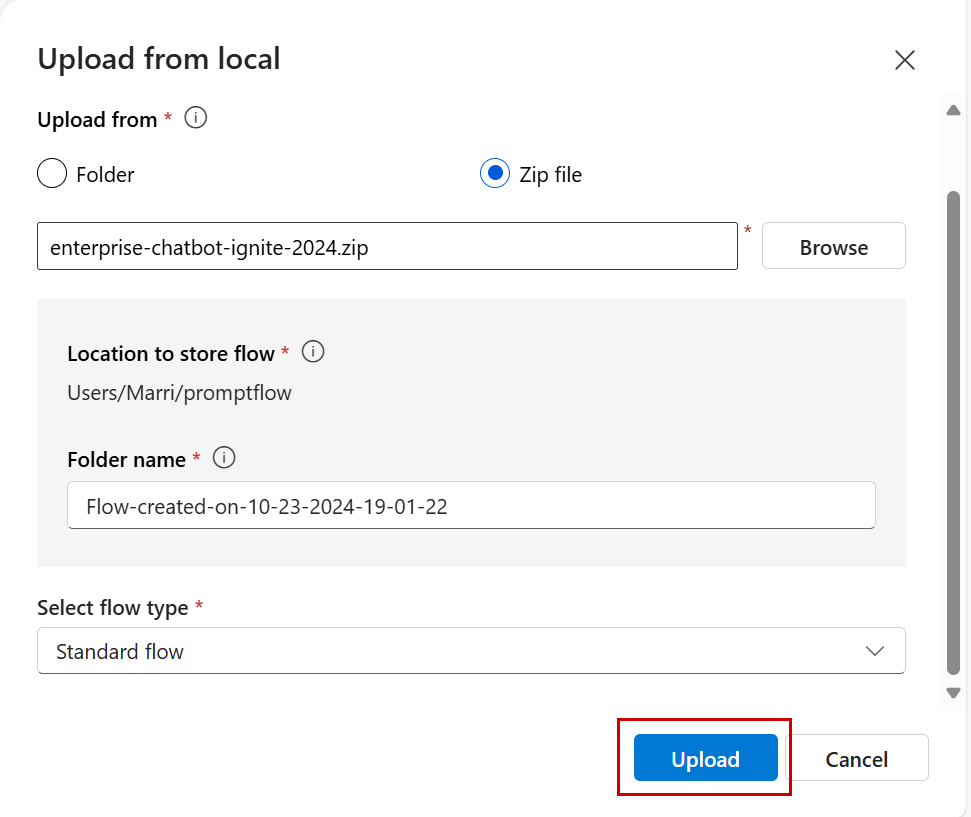 Upload from local
Upload from *
Folder
Zip file
enterprise-chatbot-ignite-2024.zip
*
Browse
Location to store flow *
Users/Marri/promptflow
Folder name *
Flow-created-on-10-23-2024-19-01-22
Select flow type *
Standard flow
Upload
Cancel